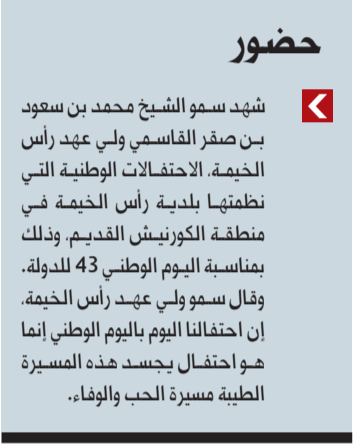 حضور
شهد سمو الشيخ محمد بن سعود
بن صقر القاسمي ولي عهد رأس
الخيمة، الاحتفالات الوطنية التي
نظمتها بلدية رأس الخيمة في
منطقة الكورنيش القديم، وذلك
بمناسبة اليوم الوطني 43 للدولة.
وقال سمو ولي عهد رأس الخيمة،
إن احتفالنا اليوم باليوم الوطني إنما
هو احتفال يجسد هذه المسيرة
الطيبة مسيرة الحب والوفاء.